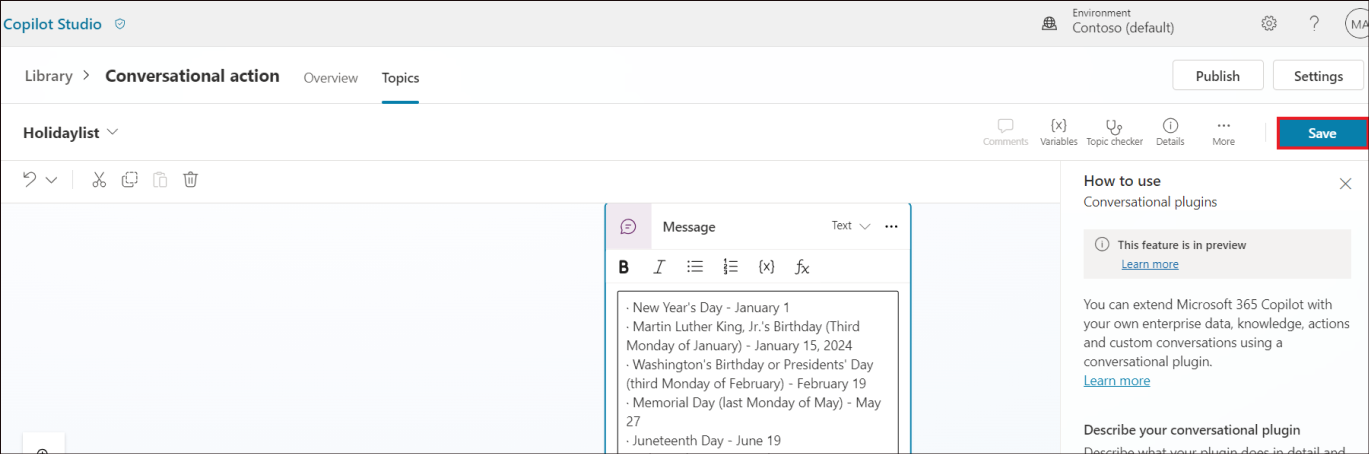 Copilot Studio
Environment
Contoso (default)
?
MA
Library > Conversational action Overview Topics
Publish Settings
Holidaylist
Comments {x} Variables Topic checker Details More
Save
How to use
Conversational plugins
Message Text ...
This feature is in preview
Learn more
B I {x} fx
· New Year's Day - January 1
· Martin Luther King, Jr.'s Birthday (Third
Monday of January) - January 15, 2024
· Washington's Birthday or Presidents' Day
(third Monday of February) - February 19
· Memorial Day (last Monday of May) - May
27
· Juneteenth Day - June 19
You can extend Microsoft 365 Copilot with
your own enterprise data, knowledge, actions
and custom conversations using a
conversational plugin.
Learn more
Describe your conversational plugin
Describe what your plugin does in detail and